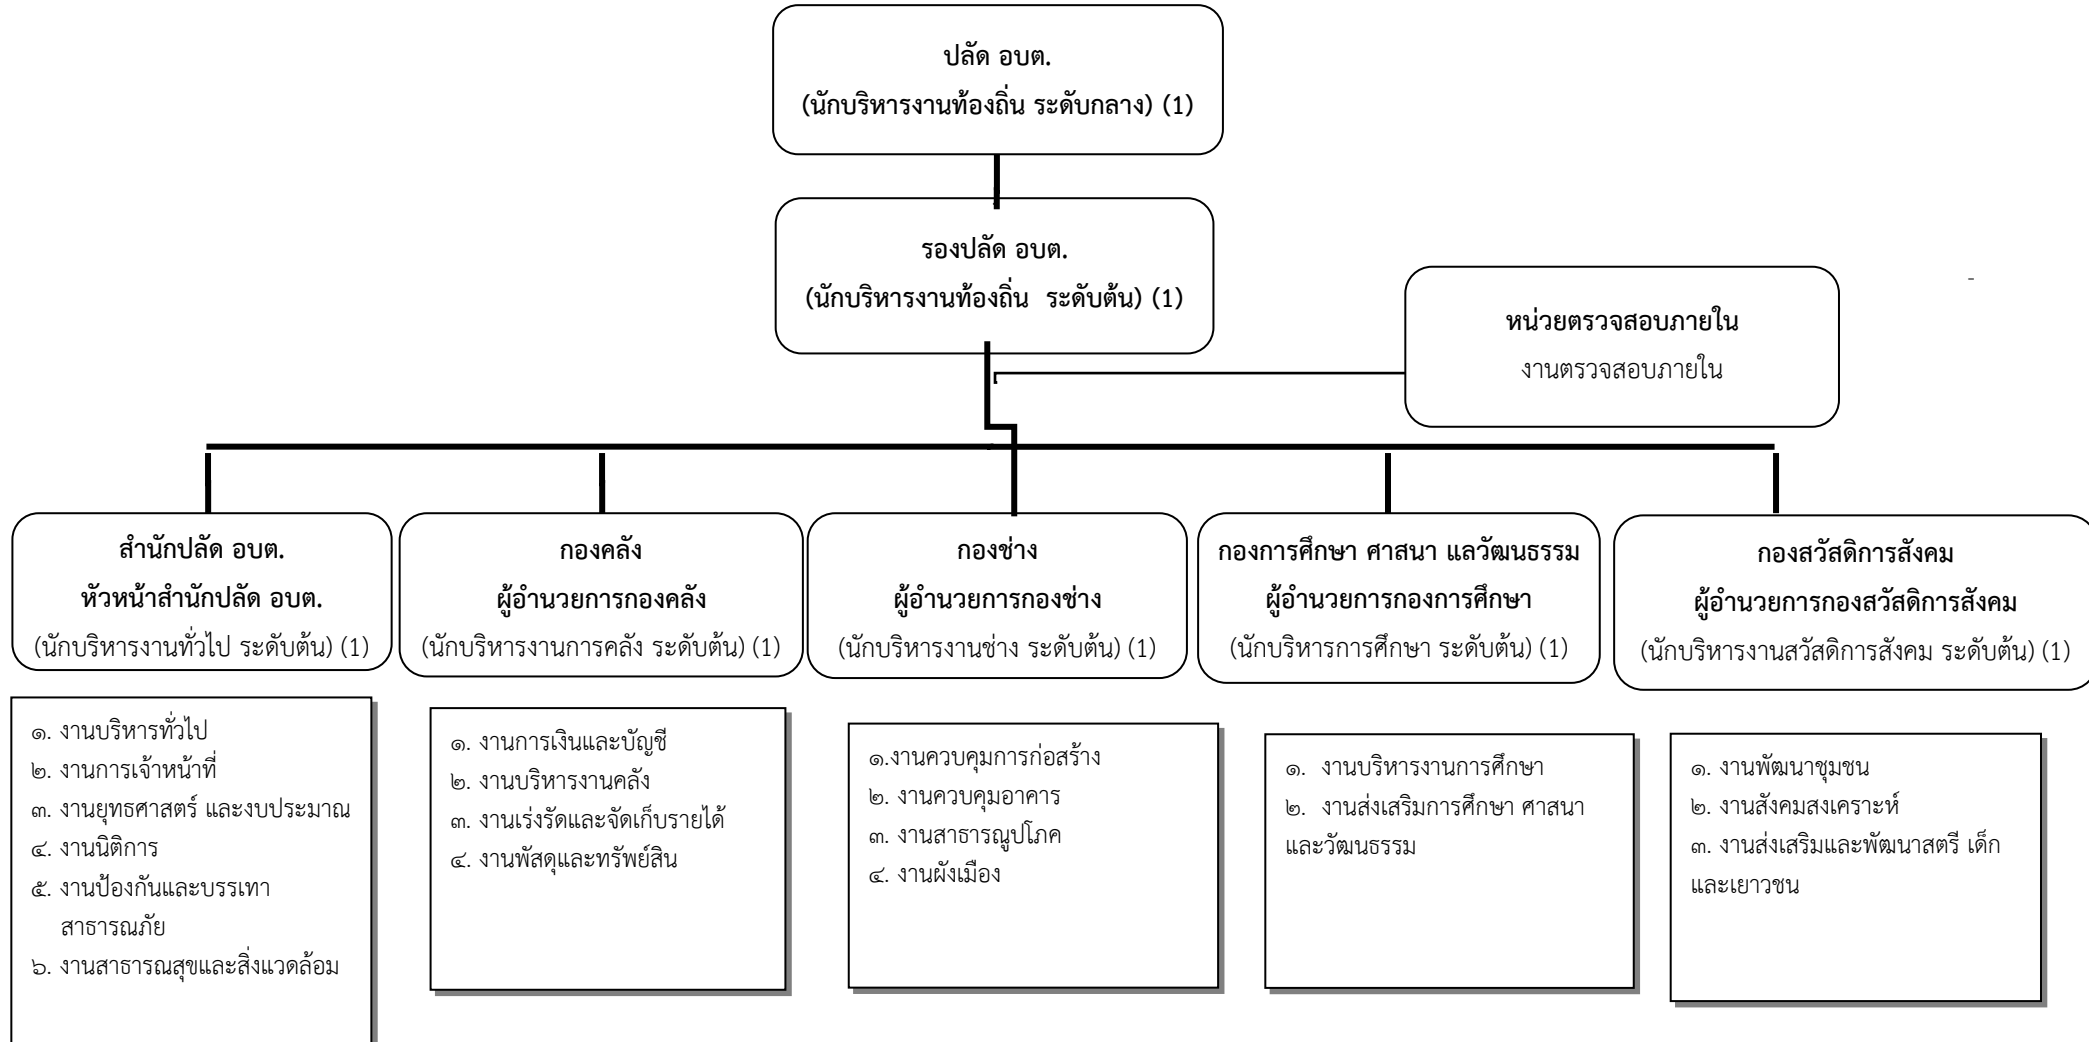 ปลัด อบต.
(นักบริหารงานท้องถิ่น ระดับกลาง) (1)
รองปลัด อบต.
(นักบริหารงานท้องถิ่น  ระดับต้น) (1)
-
หน่วยตรวจสอบภายใน
งานตรวจสอบภายใน
สำนักปลัด อบต.
หัวหน้าสำนักปลัด อบต.
(นักบริหารงานทั่วไป ระดับต้น) (1)
กองคลัง
ผู้อำนวยการกองคลัง
(นักบริหารงานการคลัง ระดับต้น) (1)
กองช่าง
ผู้อำนวยการกองช่าง
(นักบริหารงานช่าง ระดับต้น) (1)
กองการศึกษา ศาสนา แลวัฒนธรรม
ผู้อำนวยการกองการศึกษา
(นักบริหารการศึกษา ระดับต้น) (1)
กองสวัสดิการสังคม
ผู้อำนวยการกองสวัสดิการสังคม
(นักบริหารงานสวัสดิการสังคม ระดับต้น) (1)
๑. งานบริหารทั่วไป
๒. งานการเจ้าหน้าที่
๓. งานยุทธศาสตร์ และงบประมาณ
๔. งานนิติการ
๕. งานป้องกันและบรรเทา
สาธารณภัย
๖. งานสาธารณสุขและสิ่งแวดล้อม
๑. งานการเงินและบัญชี
๒. งานบริหารงานคลัง
๓. งานเร่งรัดและจัดเก็บรายได้
๔. งานพัสดุและทรัพย์สิน
๑.งานควบคุมการก่อสร้าง
๒. งานควบคุมอาคาร
๓. งานสาธารณูปโภค
๔. งานผังเมือง
๑.  งานบริหารงานการศึกษา
๒.  งานส่งเสริมการศึกษา ศาสนา
และวัฒนธรรม
๑. งานพัฒนาชุมชน
๒. งานสังคมสงเคราะห์
๓. งานส่งเสริมและพัฒนาสตรี เด็ก
และเยาวชน